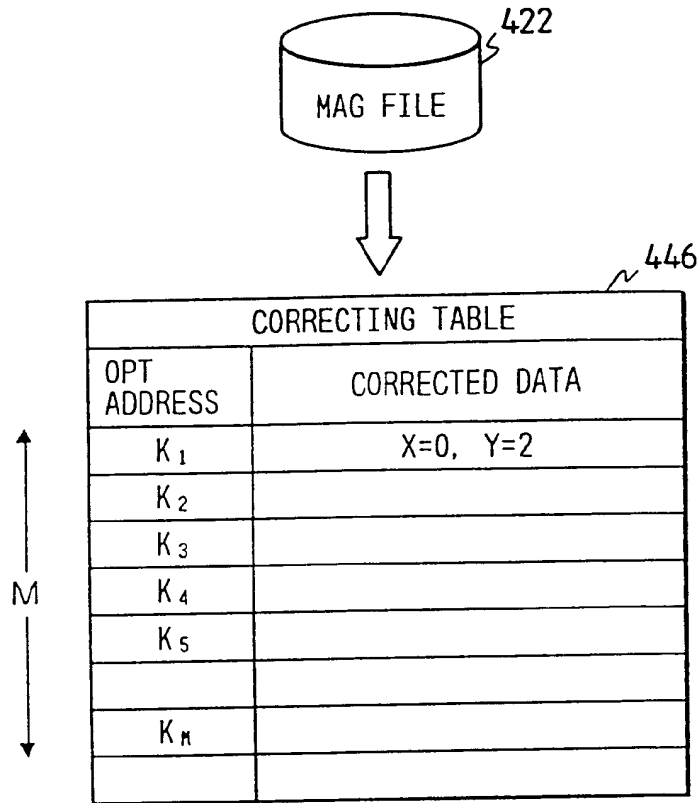 422
MAG FILE
446
CORRECTING TABLE
OPT
ADDRESS
CORRECTED DATA
K₁
X=0, Y=2
K₂
K₃
K₄
K₅
M
Kₘ